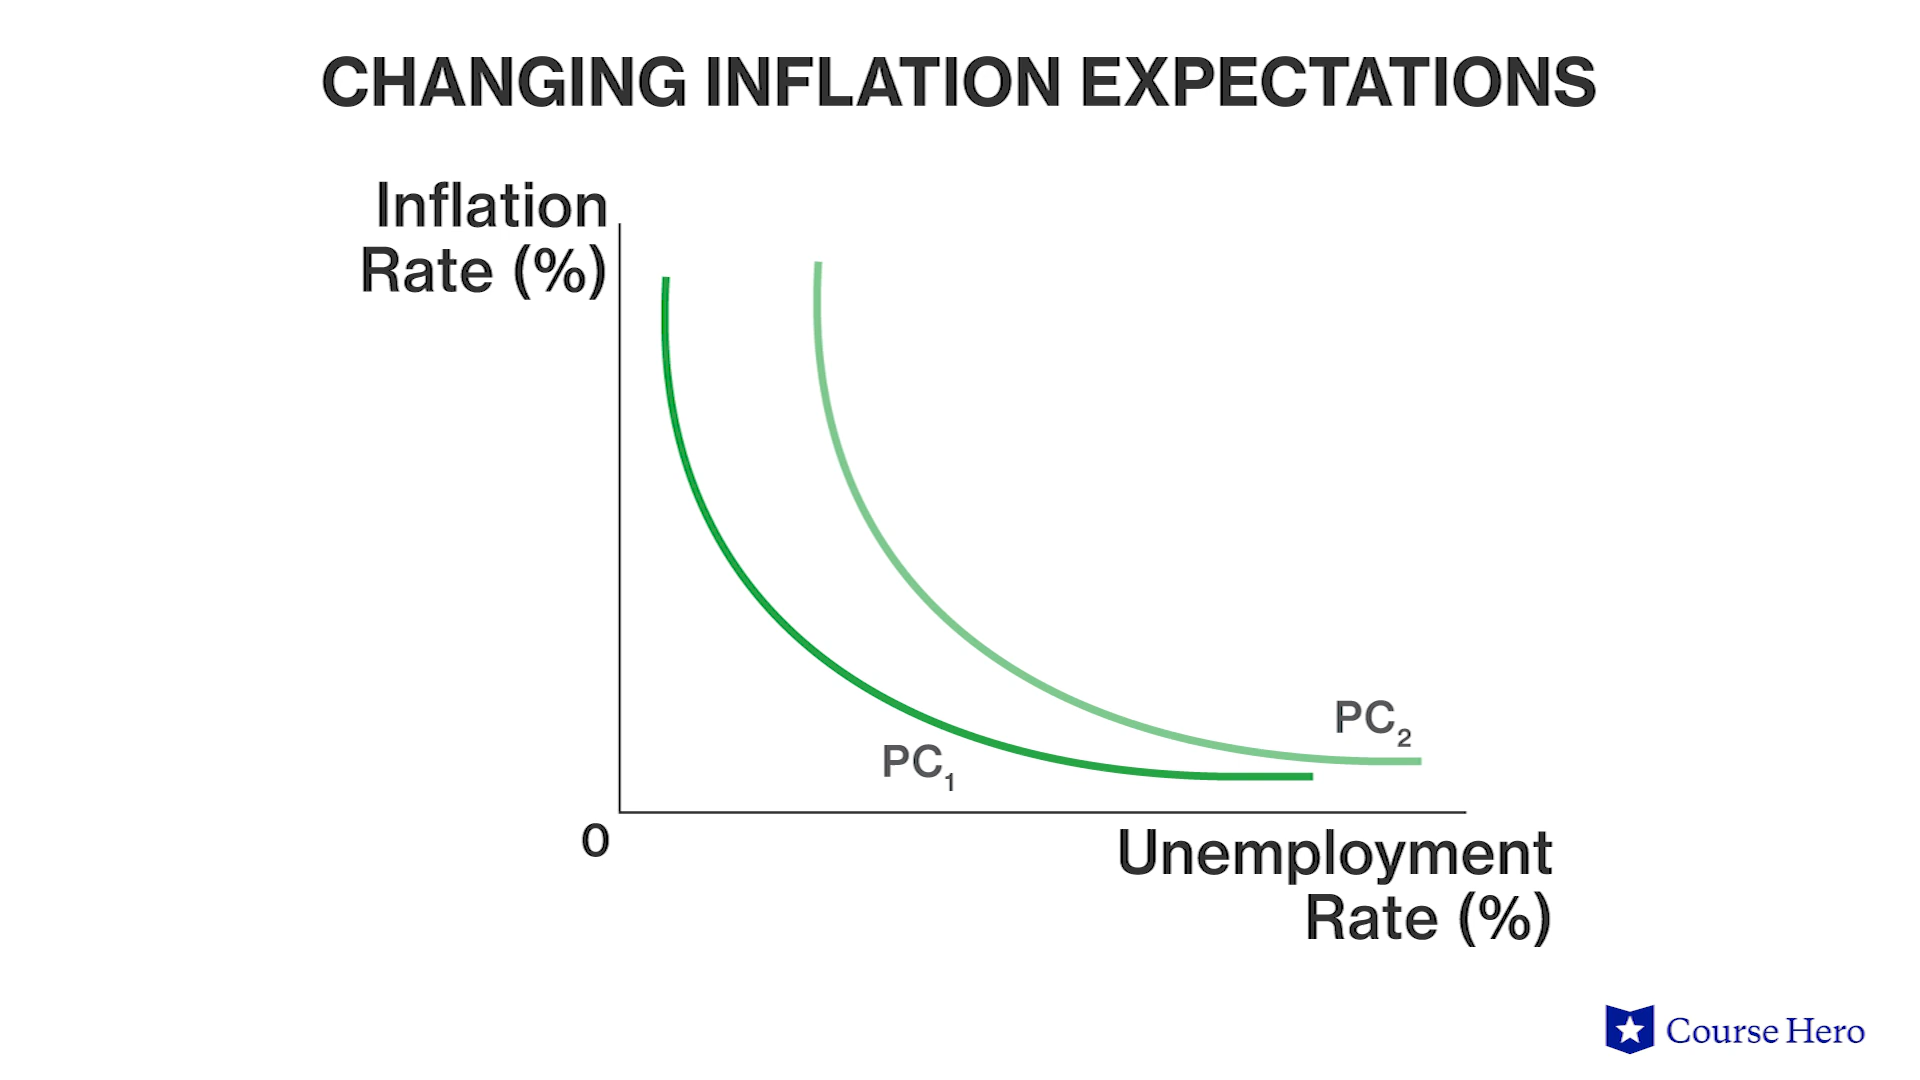 CHANGING INFLATION EXPECTATIONS
Inflation
Rate (%)
PC₂
PC₁
0
Unemployment
Rate (%)
Course Hero